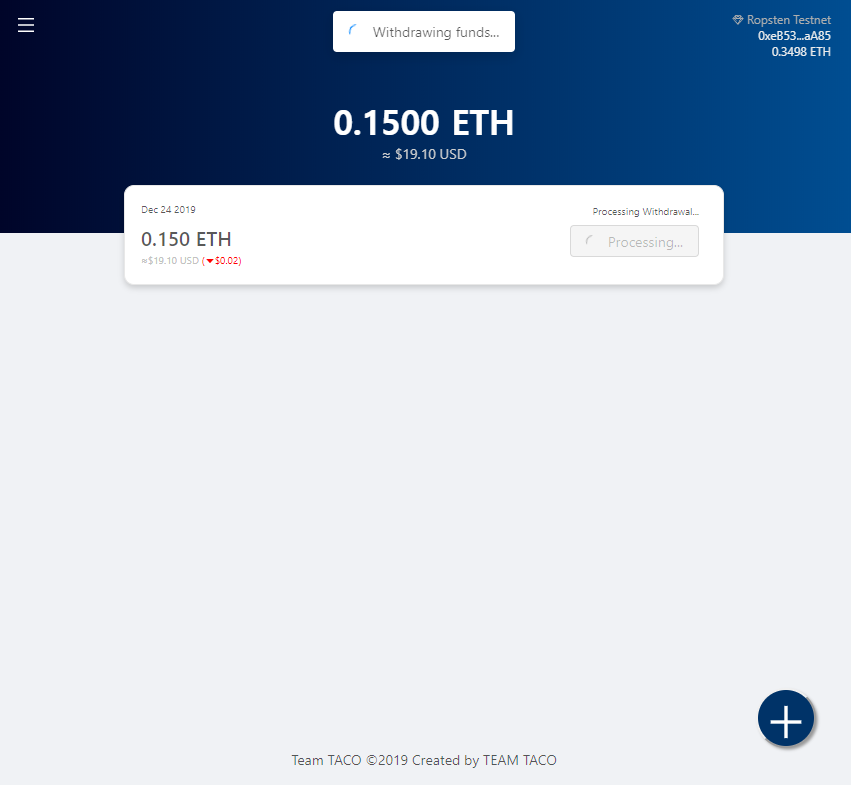 Withdrawing funds...
Ropsten Testnet
0xeB53...aA85
0.3498 ETH
0.1500 ETH
≈ $19.10 USD
Dec 24 2019
Processing Withdrawal...
0.150 ETH
Processing...
≈$19.10 USD (▼$0.02)
Team TACO ©2019 Created by TEAM TACO